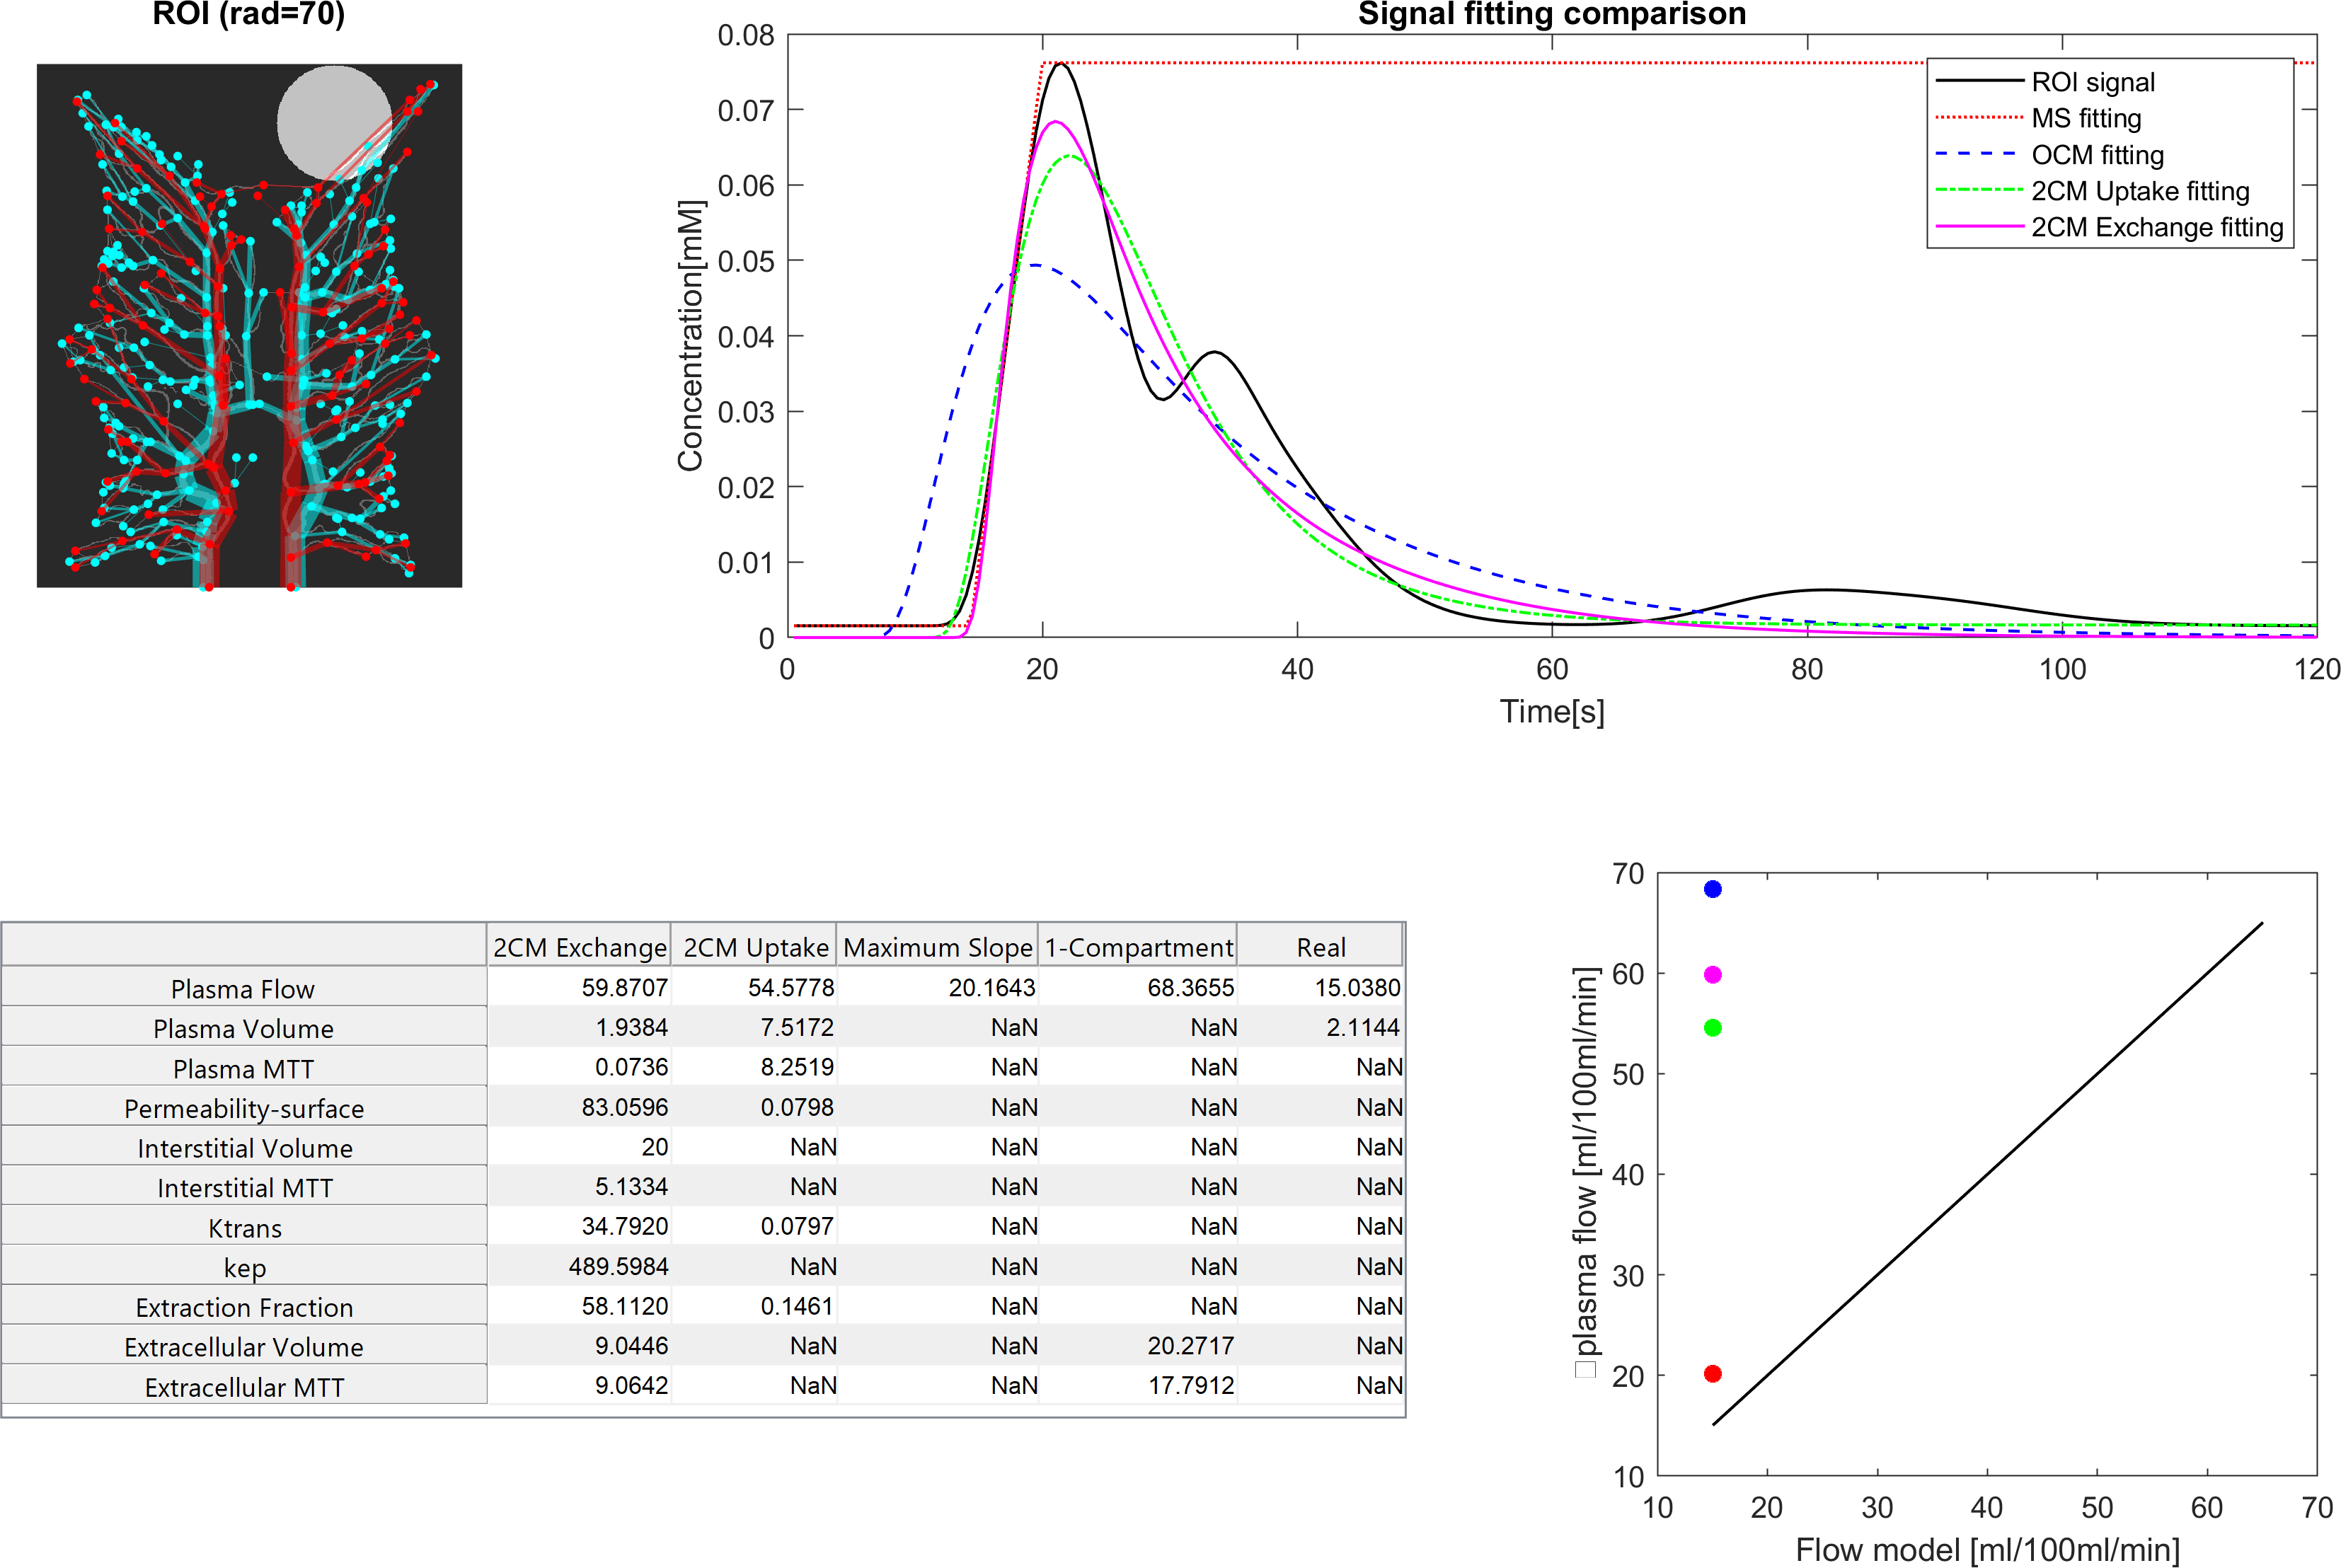 ROI (rad=70)
Signal fitting comparison
0.08
0.07
0.06
0.05
0.04
0.03
0.02
0.01
0
Concentration[mM]
0 20 40 60 80 100 120
Time[s]
ROI signal
MS fitting
OCM fitting
2CM Uptake fitting
2CM Exchange fitting
2CM Exchange 2CM Uptake Maximum Slope 1-Compartment Real
Plasma Flow 59.8707 54.5778 20.1643 68.3655 15.0380
Plasma Volume 1.9384 7.5172 NaN NaN 2.1144
Plasma MTT 0.0736 8.2519 NaN NaN NaN
Permeability-surface 83.0596 0.0798 NaN NaN NaN
Interstitial Volume 20 NaN NaN NaN NaN
Interstitial MTT 5.1334 NaN NaN NaN NaN
Ktrans 34.7920 0.0797 NaN NaN NaN
kep 489.5984 NaN NaN NaN NaN
Extraction Fraction 58.1120 0.1461 NaN NaN NaN
Extracellular Volume 9.0446 NaN NaN 20.2717 NaN
Extracellular MTT 9.0642 NaN NaN 17.7912 NaN
70
60
50
40
30
20
10
□plasma flow [ml/100ml/min]
10 20 30 40 50 60 70
Flow model [ml/100ml/min]